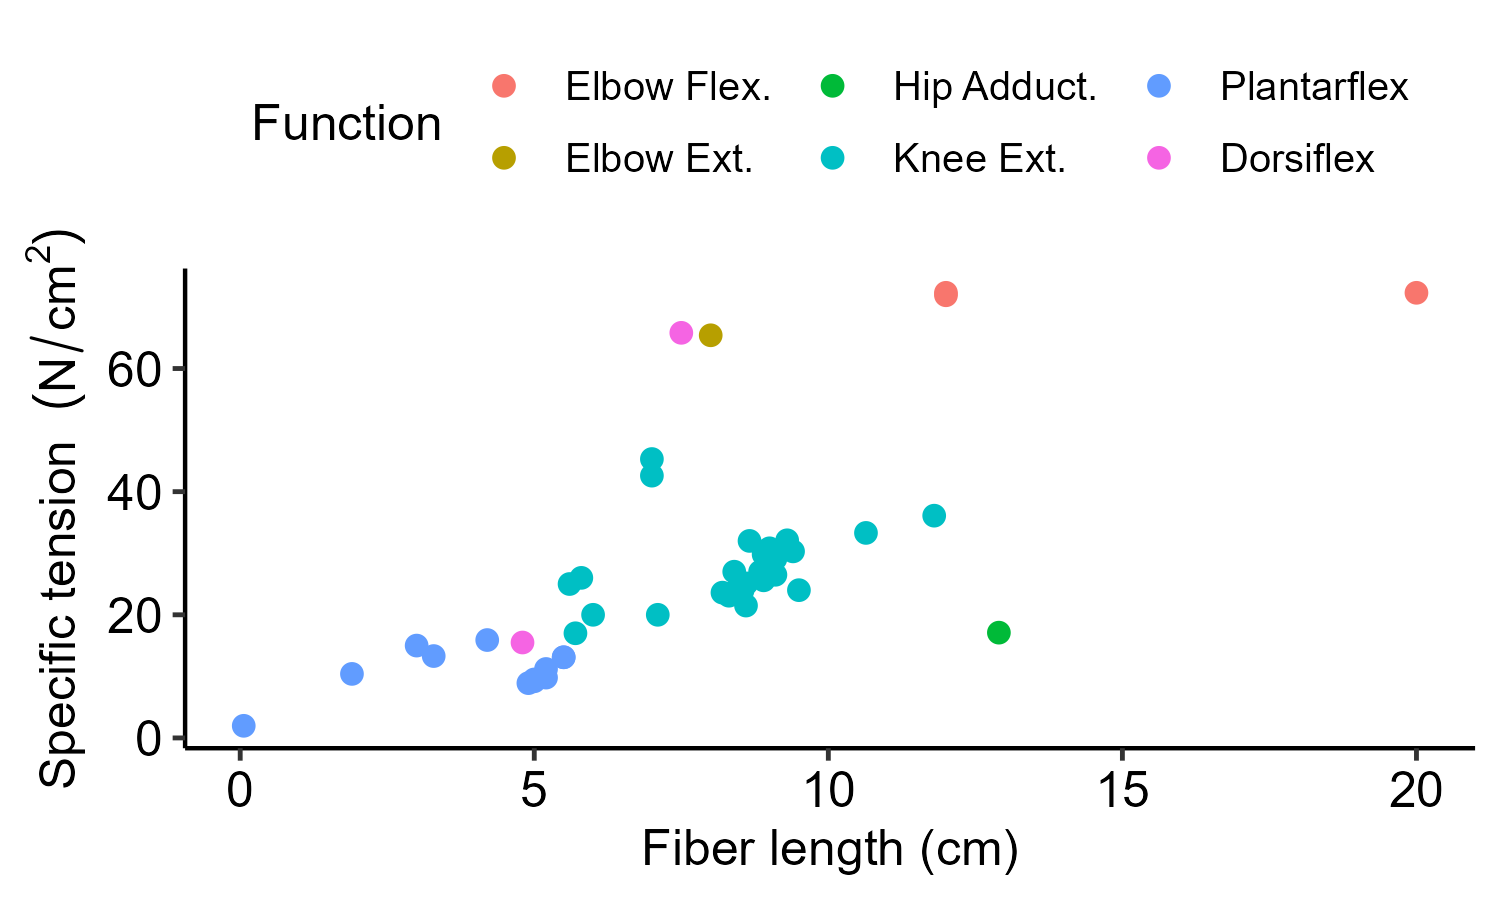 Function
Elbow Flex.
Hip Adduct.
Plantarflex
Elbow Ext.
Knee Ext.
Dorsiflex
Specific tension (N/cm²)
60
40
20
0
0 5 10 15 20
Fiber length (cm)